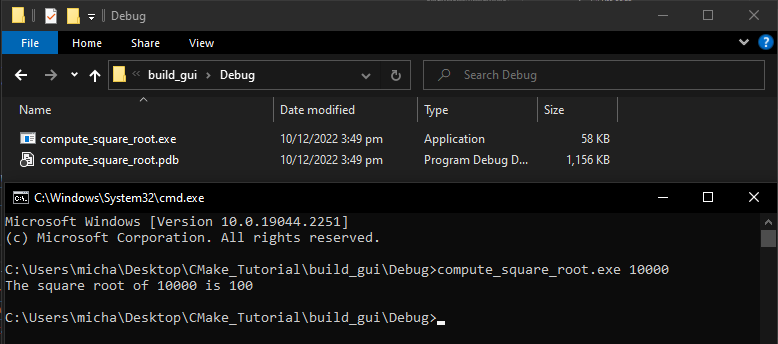 Debug
File Home Share View
build_gui Debug Search Debug
Name Date modified Type Size
compute_square_root.exe 10/12/2022 3:49 pm Application 58 KB
compute_square_root.pdb 10/12/2022 3:49 pm Program Debug D... 1,156 KB
C:\Windows\System32\cmd.exe
Microsoft Windows [Version 10.0.19044.2251]
(c) Microsoft Corporation. All rights reserved.
C:\Users\micha\Desktop\CMake_Tutorial\build_gui\Debug>compute_square_root.exe 10000
The square root of 10000 is 100
C:\Users\micha\Desktop\CMake_Tutorial\build_gui\Debug>